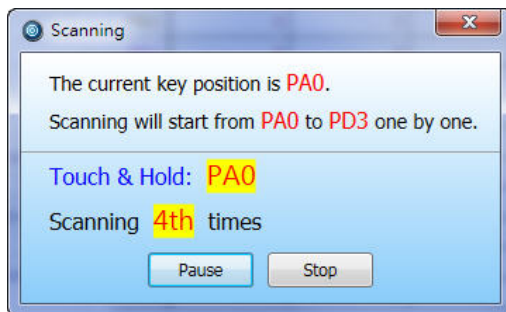 Scanning
The current key position is PA0.
Scanning will start from PA0 to PD3 one by one.
Touch & Hold: PA0
Scanning 4th times
Pause Stop